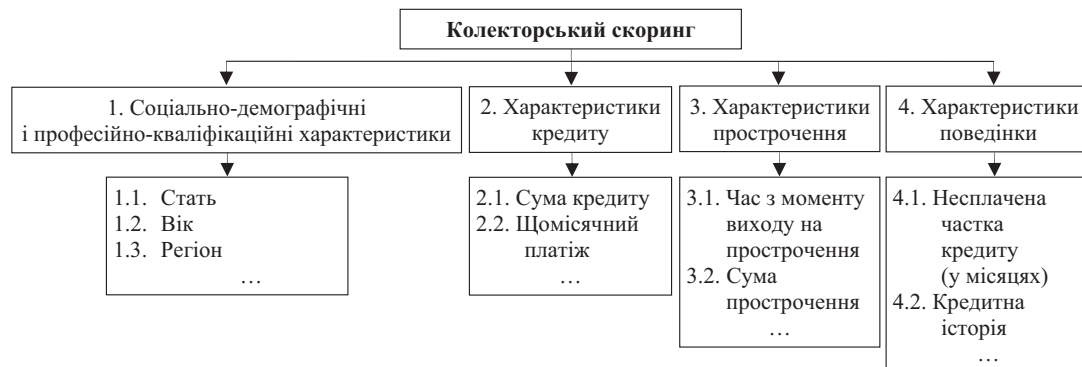 Колекторський скоринг
1. Соціально-демографічні
і професійно-кваліфікаційні характеристики
2. Характеристики
кредиту
3. Характеристики
прострочення
4. Характеристики
поведінки
1.1. Стать
1.2. Вік
1.3. Регіон
…
2.1. Сума кредиту
2.2. Щомісячний
платіж
…
3.1. Час з моменту
виходу на
прострочення
3.2. Сума
прострочення
…
4.1. Несплачена
частка
кредиту
(у місяцях)
4.2. Кредитна
історія
…